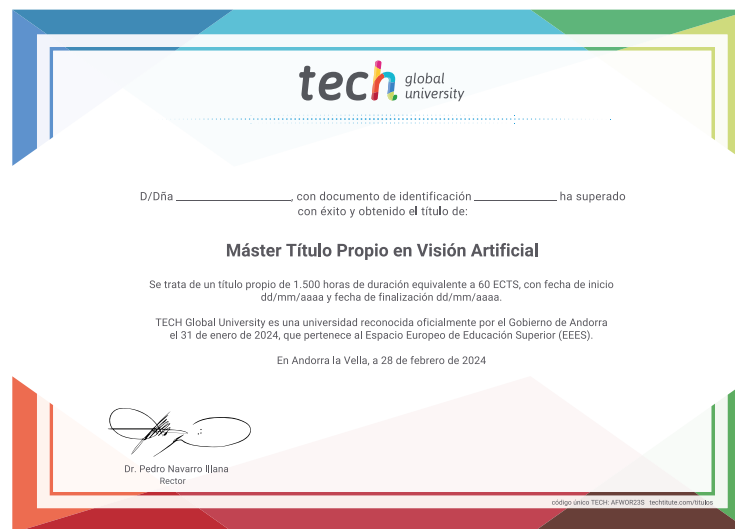 tech global university
D/Dña ____________________, con documento de identificación ______________ ha superado
con éxito y obtenido el título de:
Máster Título Propio en Visión Artificial
Se trata de un título propio de 1.500 horas de duración equivalente a 60 ECTS, con fecha de inicio
dd/mm/aaaa y fecha de finalización dd/mm/aaaa.
TECH Global University es una universidad reconocida oficialmente por el Gobierno de Andorra
el 31 de enero de 2024, que pertenece al Espacio Europeo de Educación Superior (EEES).
En Andorra la Vella, a 28 de febrero de 2024
Dr. Pedro Navarro Illana
Rector
código único TECH: AFWOR23S techtitute.com/titulos